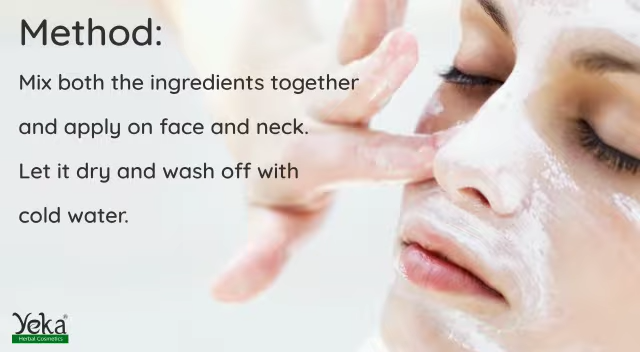 Method:
Mix both the ingredients together
and apply on face and neck.
Let it dry and wash off with
cold water.
Yeka®
Herbal Cosmetics